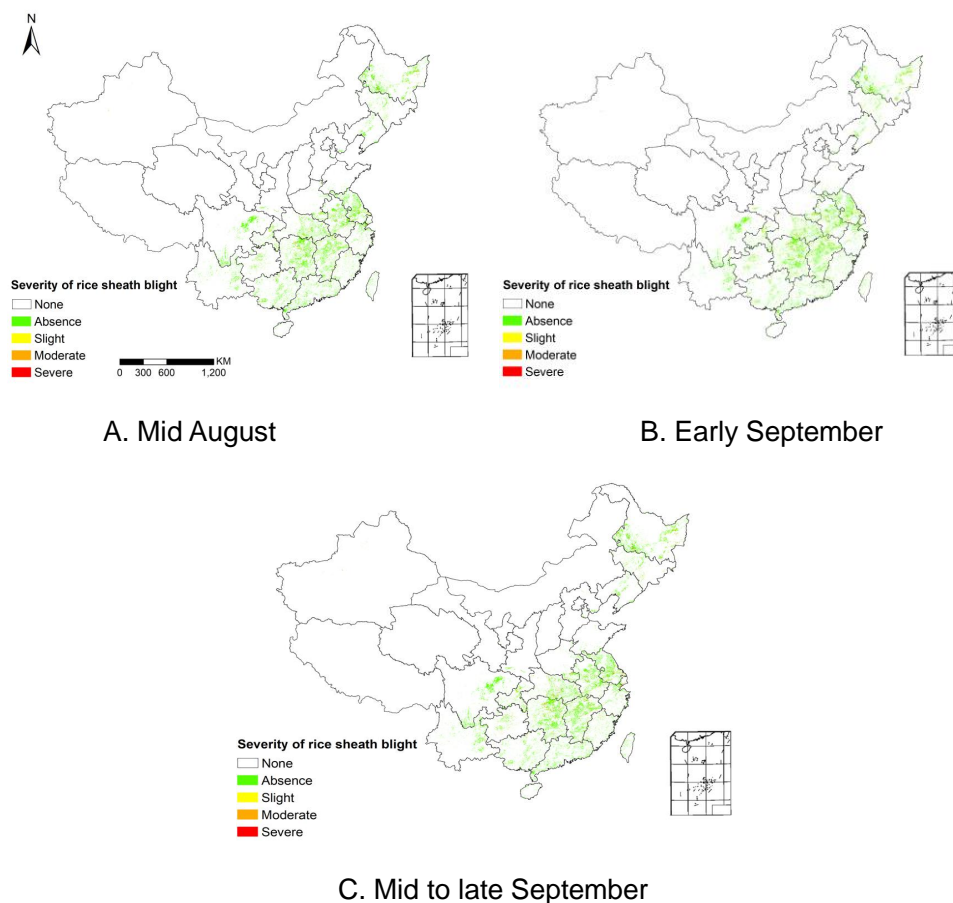 N
Severity of rice sheath blight
None
Absence
Slight
Moderate
Severe
KM
0 300 600 1,200
A. Mid August
Severity of rice sheath blight
None
Absence
Slight
Moderate
Severe
B. Early September
Severity of rice sheath blight
None
Absence
Slight
Moderate
Severe
C. Mid to late September